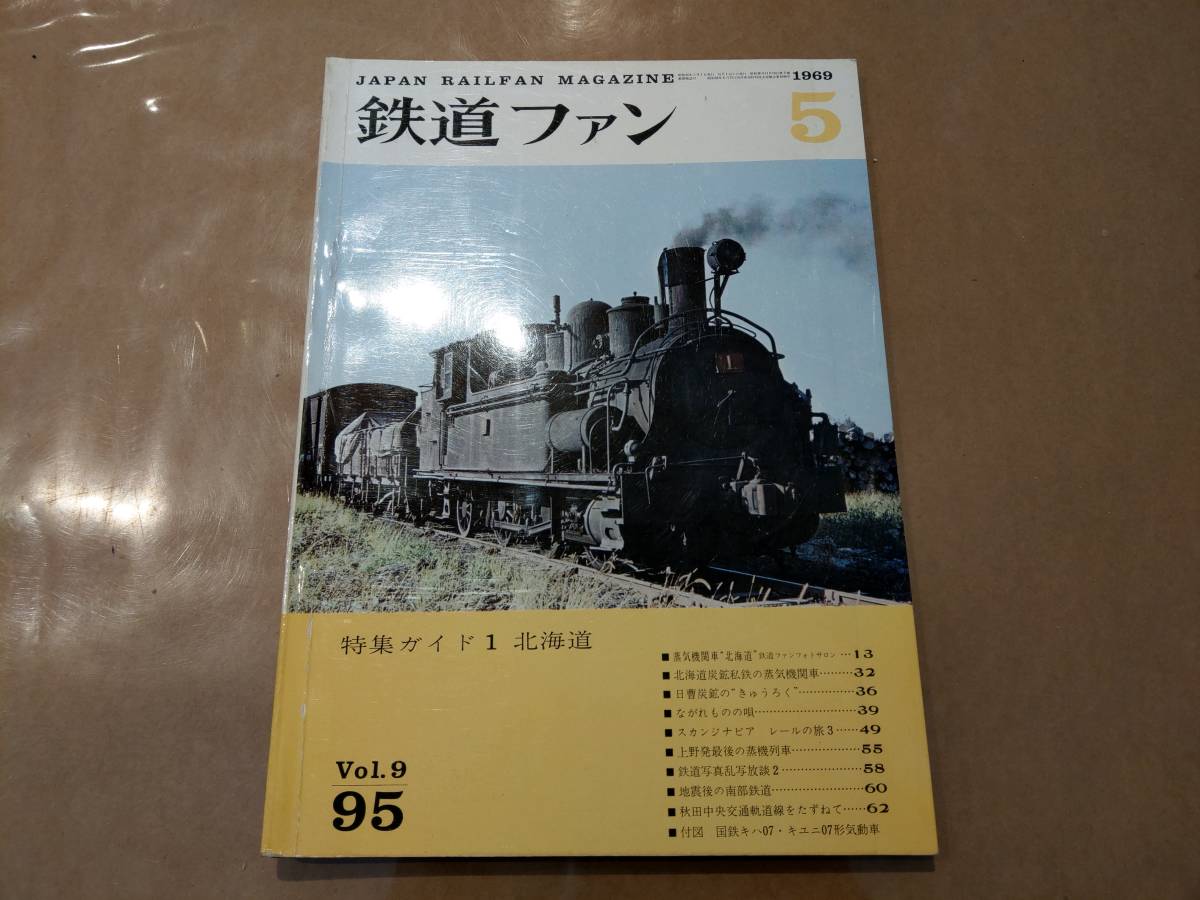 JAPAN RAILFAN MAGAZINE
1969
鉄道ファン
5
1
特集ガイド1 北海道
■蒸気機関車“北海道”鉄道ファンフォトサロン…13
■北海道炭鉱私鉄の蒸気機関車………32
■日曹炭鉱の“きゅうろく”……………36
■ながれものの唄………………………39
■スカンジナビア レールの旅3……49
■上野発最後の蒸機列車………………55
■鉄道写真乱写放談2…………………58
■地震後の南部鉄道……………………60
■秋田中央交通軌道線をたずねて……62
■付図 国鉄キハ07・キユニ07形気動車
Vol.9
95